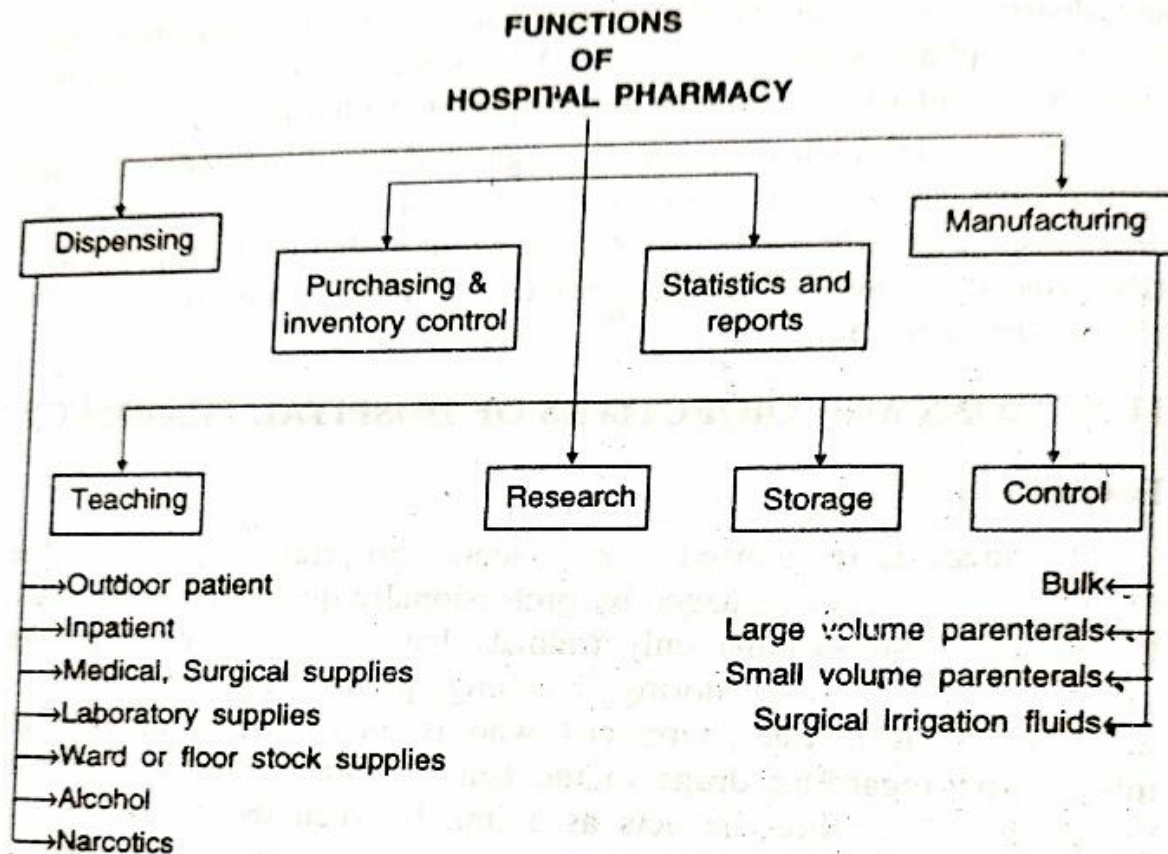 FUNCTIONS
OF
HOSPITAL PHARMACY
Dispensing
Purchasing &
inventory control
Statistics and
reports
Manufacturing
Teaching
Research
Storage
Control
Outdoor patient
Inpatient
Medical, Surgical supplies
Laboratory supplies
Ward or floor stock supplies
Alcohol
Narcotics
Bulk
Large volume parenterals
Small volume parenterals
Surgical Irrigation fluids